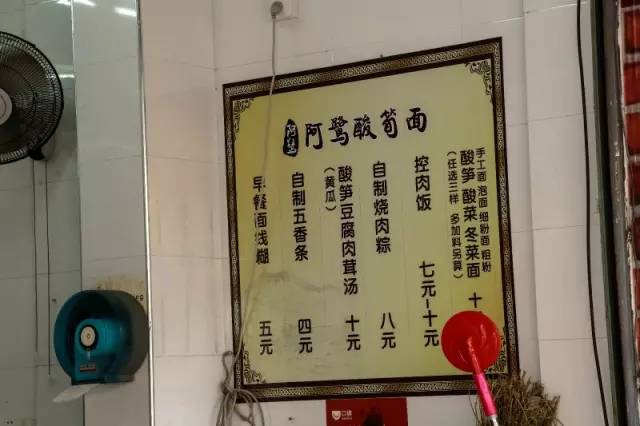 阿鹭酸筍面
手工面 泡面 细粉面 粗粉
酸笋 酸菜 冬菜面 十
（任选三样 多加料另算）
控肉饭 七元~十元
自制烧肉粽 八元
酸笋豆腐肉茸汤 十元
（黄瓜）
自制五香条 四元
早餐面线糊 五元
口碑